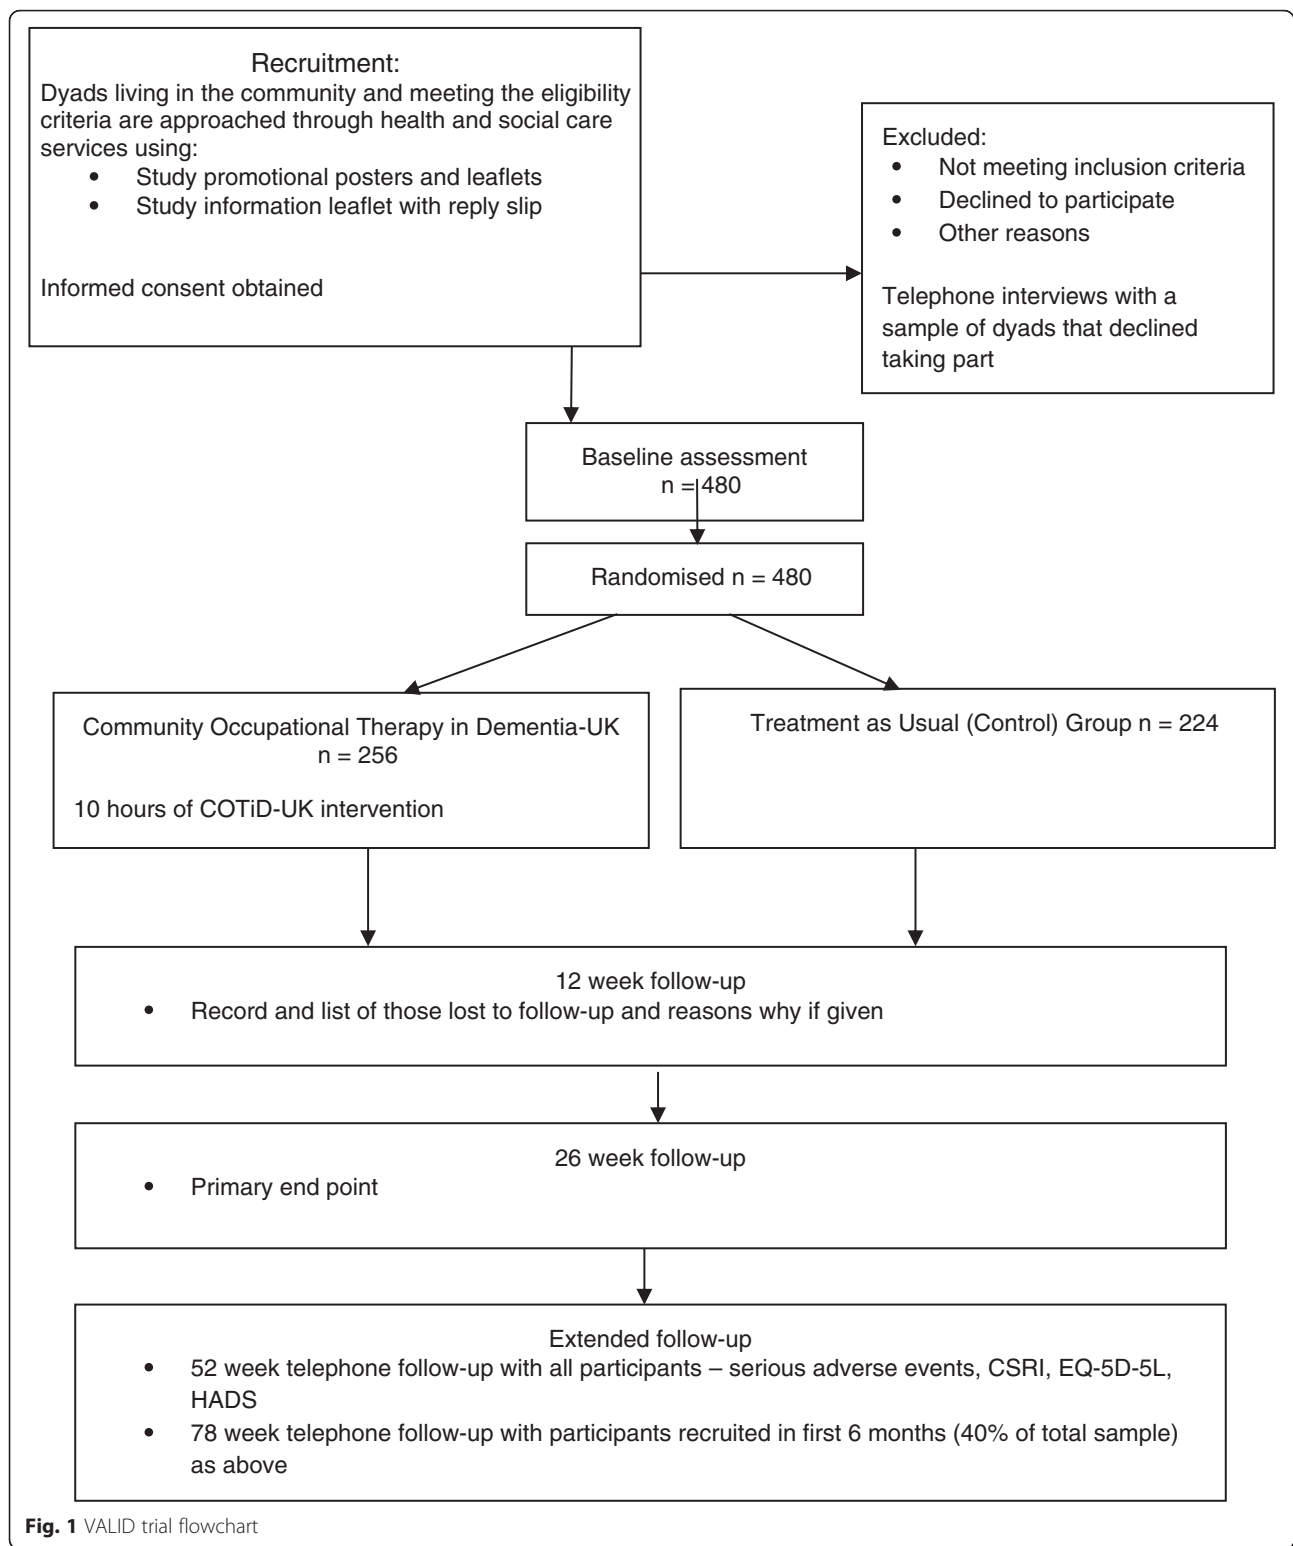 Recruitment:
Dyads living in the community and meeting the eligibility
criteria are approached through health and social care
services using:
• Study promotional posters and leaflets
• Study information leaflet with reply slip
Informed consent obtained
Excluded:
• Not meeting inclusion criteria
• Declined to participate
• Other reasons
Telephone interviews with a
sample of dyads that declined
taking part
Baseline assessment
n = 480
Randomised n = 480
Community Occupational Therapy in Dementia-UK
n = 256
10 hours of COTiD-UK intervention
Treatment as Usual (Control) Group n = 224
12 week follow-up
• Record and list of those lost to follow-up and reasons why if given
26 week follow-up
• Primary end point
Extended follow-up
• 52 week telephone follow-up with all participants – serious adverse events, CSRI, EQ-5D-5L,
HADS
• 78 week telephone follow-up with participants recruited in first 6 months (40% of total sample)
as above
Fig. 1 VALID trial flowchart